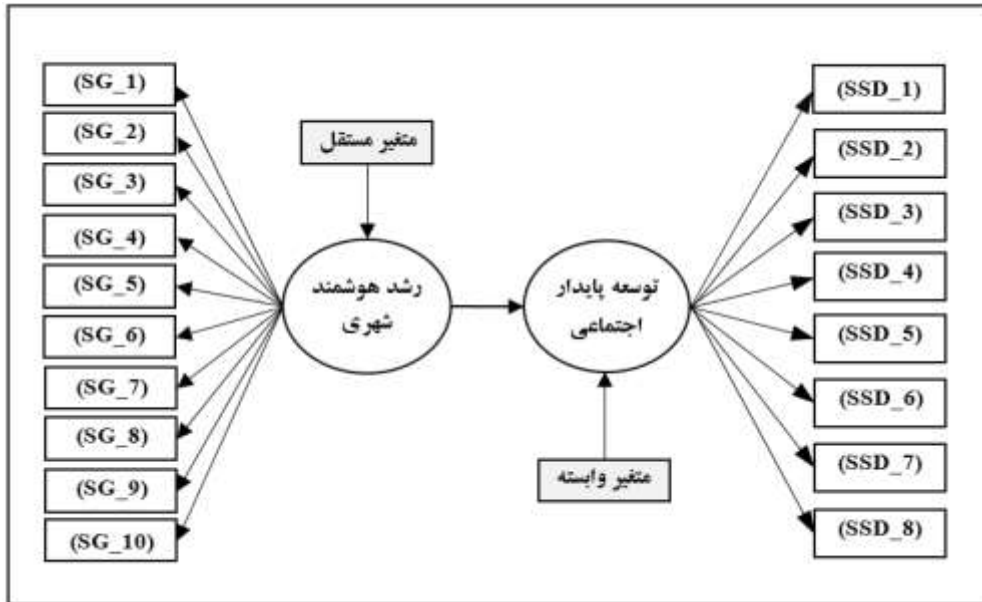 (SG_1)
(SG_2)
(SG_3)
(SG_4)
(SG_5)
(SG_6)
(SG_7)
(SG_8)
(SG_9)
(SG_10)
متغیر مستقل
رشد هوشمند
شهری
توسعه پایدار
اجتماعی
متغیر وابسته
(SSD_1)
(SSD_2)
(SSD_3)
(SSD_4)
(SSD_5)
(SSD_6)
(SSD_7)
(SSD_8)